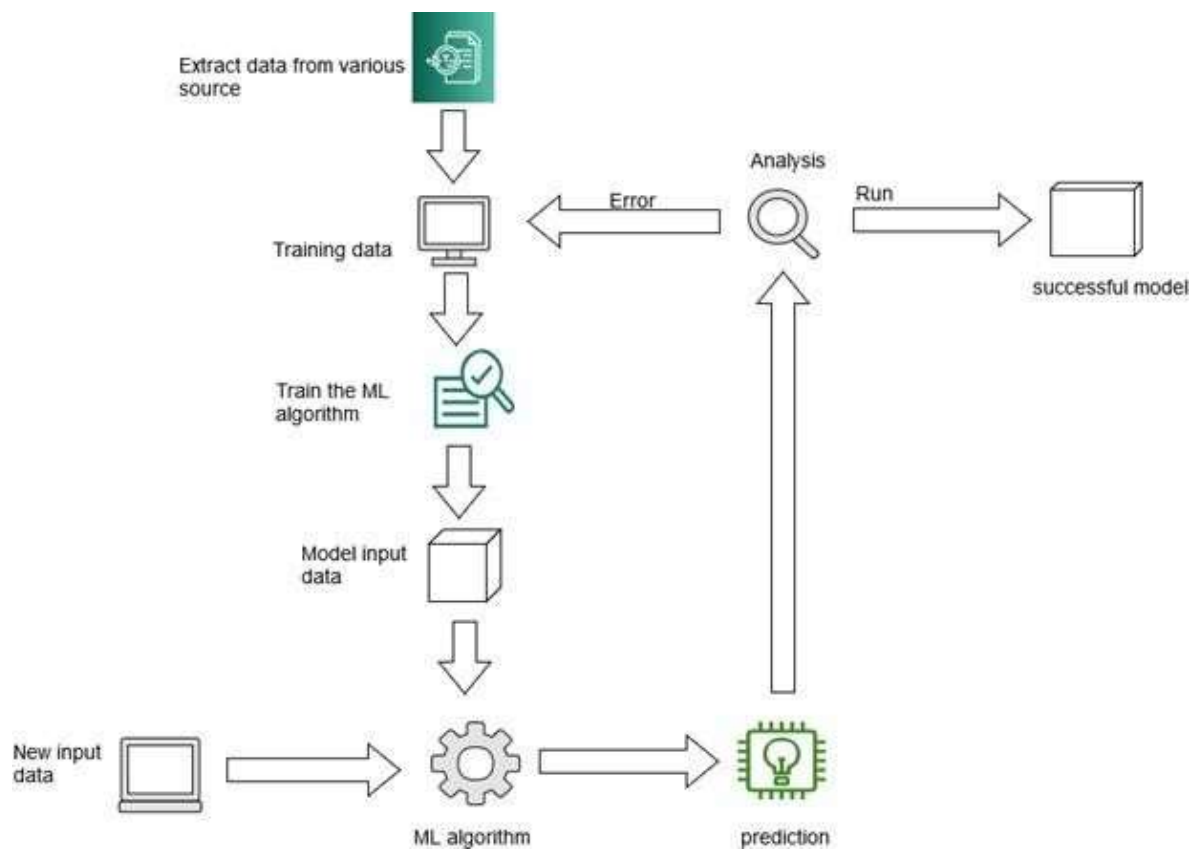 Extract data from various
source
Analysis
Error
Run
Training data
successful model
Train the ML
algorithm
Model input
data
New input
data
ML algorithm
prediction